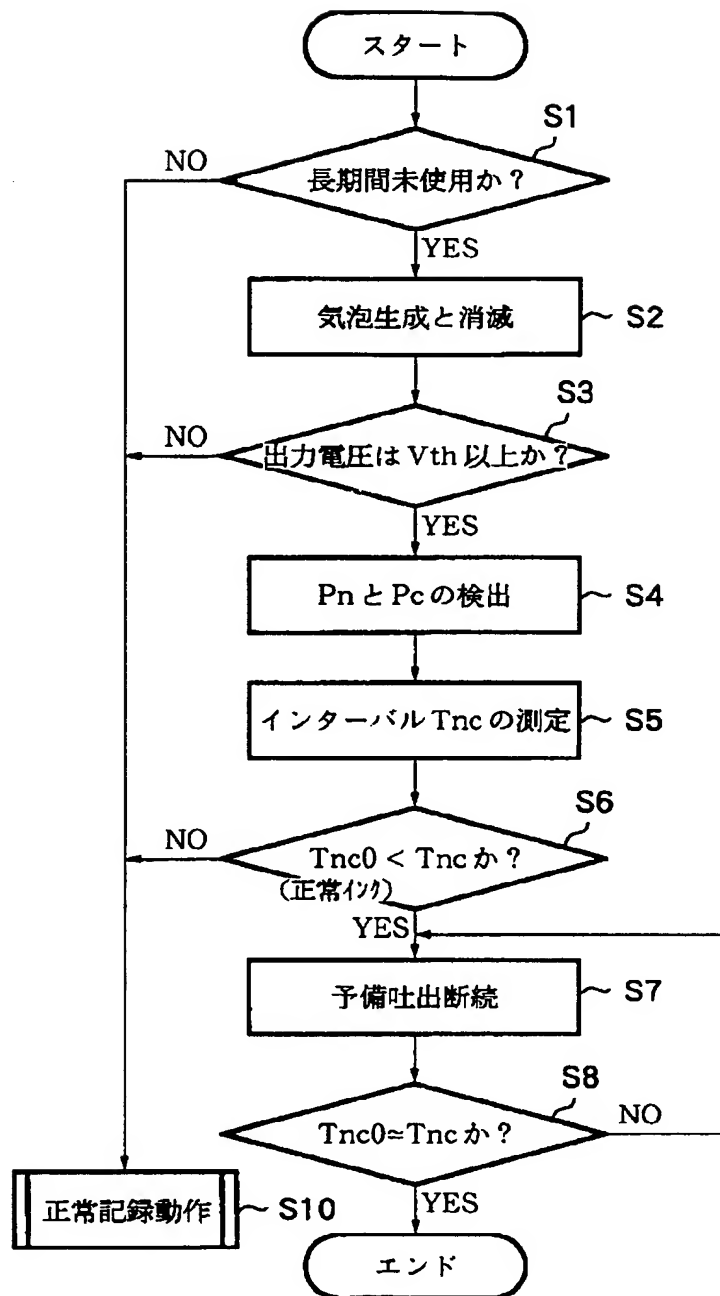 スタート
S1
NO
長期間未使用か？
YES
気泡生成と消滅
S2
S3
NO
出力電圧はVth以上か？
YES
PnとPcの検出
S4
インターバルTncの測定
S5
S6
NO
Tnc0 < Tncか？
(正常インク)
YES
予備吐出断続
S7
S8
NO
Tnc0≃Tncか？
YES
正常記録動作
S10
エンド